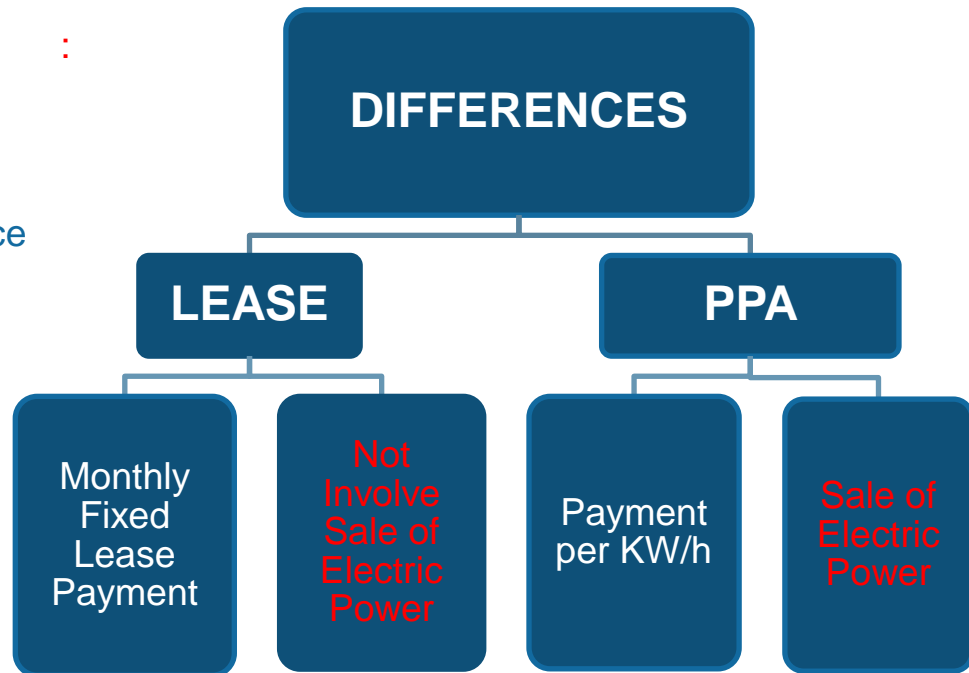 :
DIFFERENCES
ce
LEASE
PPA
Monthly
Fixed
Lease
Payment
Not
Involve
Sale of
Electric
Power
Payment
per KW/h
Sale of
Electric
Power